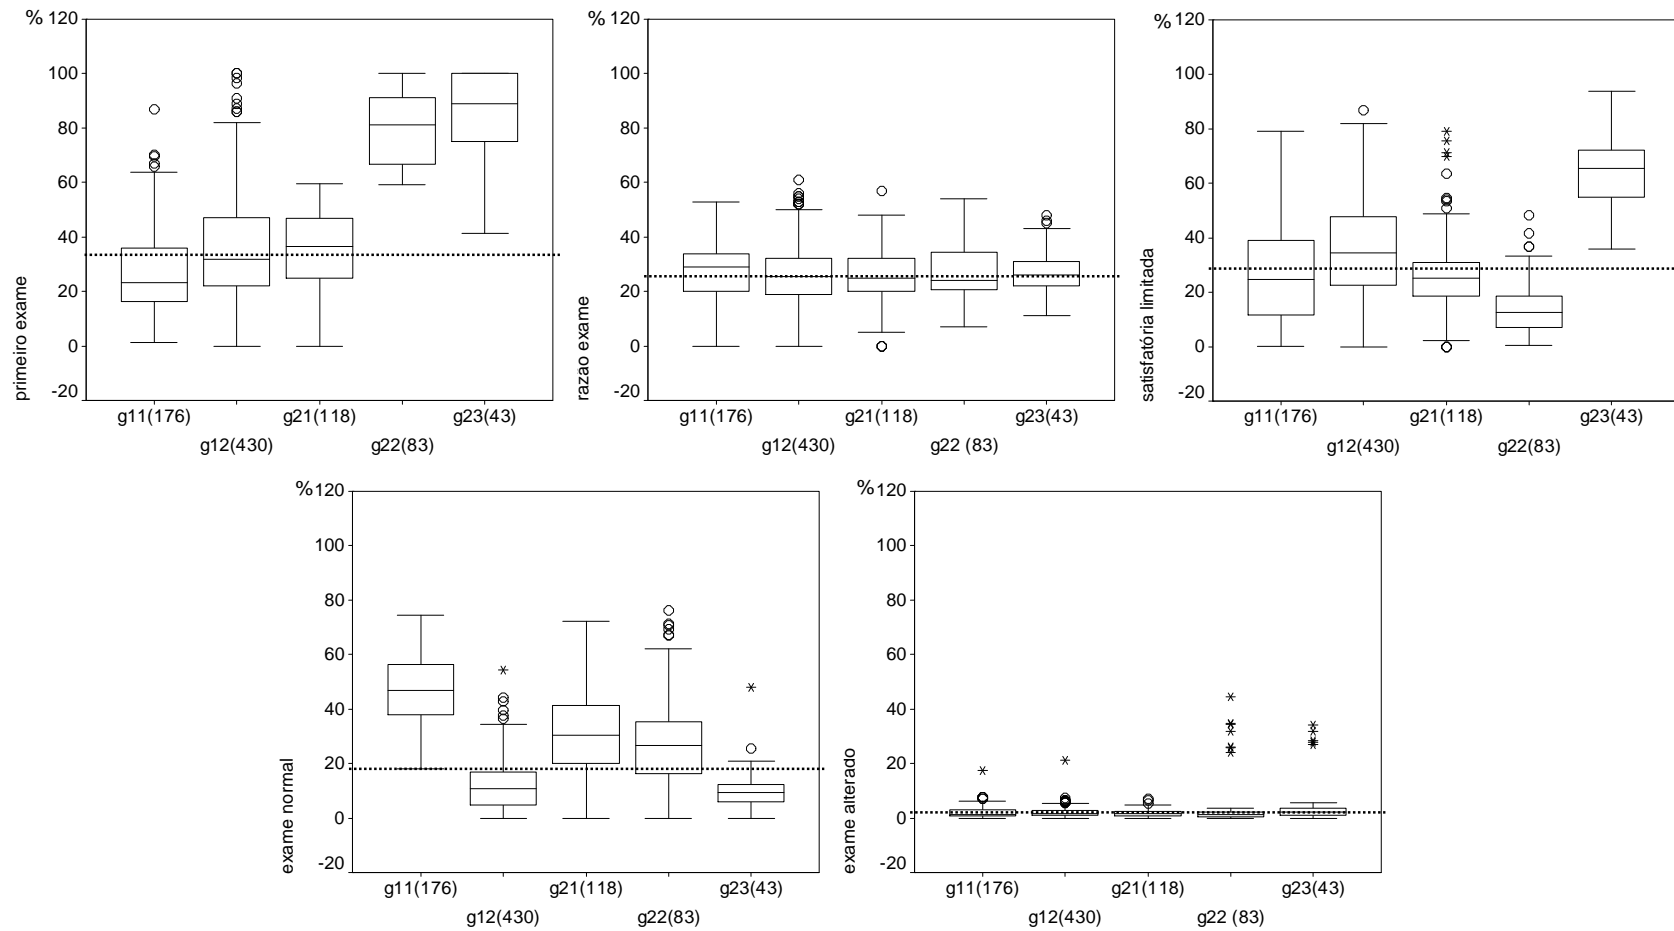 % 120
100
80
60
40
20
0
-20
primeiro exame
g11(176) g21(118) g23(43)
g12(430) g22(83)
% 120
100
80
60
40
20
0
-20
razao exame
g11(176) g21(118) g23(43)
g12(430) g22 (83)
% 120
100
80
60
40
20
0
-20
satisfatória limitada
g11(176) g21(118) g23(43)
g12(430) g22(83)
% 120
100
80
60
40
20
0
-20
exame normal
g11(176) g21(118) g23(43)
g12(430) g22(83)
% 120
100
80
60
40
20
0
-20
exame alterado
g11(176) g21(118) g23(43)
g12(430) g22 (83)